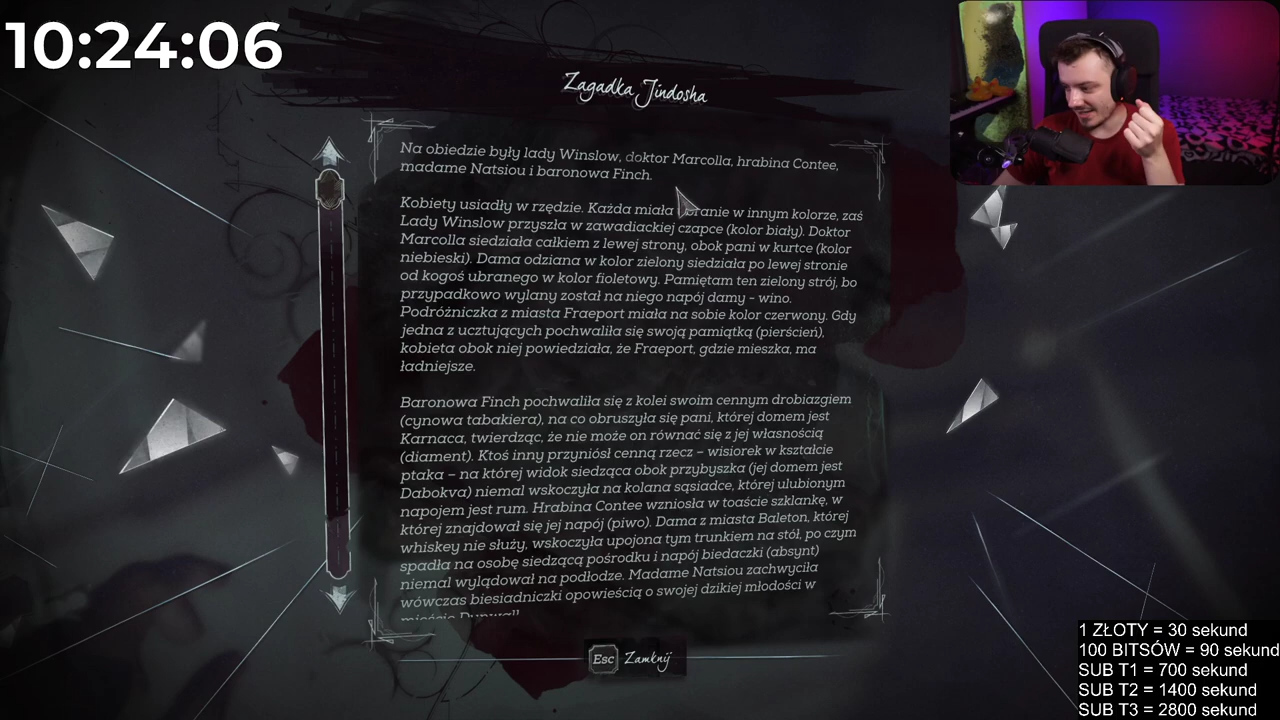 10:24:06
Zagadka Jindosha
Na obiedzie były lady Winslow, doktor Marcolla, hrabina Contee,
madame Natsiou i baronowa Finch.
Kobiety usiadły w rzędzie. Każda miała ubranie w innym kolorze, zaś
Lady Winslow przyszła w zawadiackiej czapce (kolor biały). Doktor
Marcolla siedziała całkiem z lewej strony, obok pani w kurtce (kolor
niebieski). Dama odziana w kolor zielony siedziała po lewej stronie
od kogoś ubranego w kolor fioletowy. Pamiętam ten zielony strój, bo
przypadkowo wylany został na niego napój damy - wino.
Podróżniczka z miasta Fraeport miała na sobie kolor czerwony. Gdy
jedna z ucztujących pochwaliła się swoją pamiątką (pierścień),
kobieta obok niej powiedziała, że Fraeport, gdzie mieszka, ma
ładniejsze.
Baronowa Finch pochwaliła się z kolei swoim cennym drobiazgiem
(cynowa tabakiera), na co obruszyła się pani, której domem jest
Karnaca, twierdząc, że nie może on równać się z jej własnością
(diament). Ktoś inny przyniósł cenną rzecz – wisiorek w kształcie
ptaka – na której widok siedząca obok przybyszka (jej domem jest
Dabokva) niemal wskoczyła na kolana sąsiadce, której ulubionym
napojem jest rum. Hrabina Contee wzniosła w toaście szklankę, w
której znajdował się jej napój (piwo). Dama z miasta Baleton, której
whiskey nie służy, wskoczyła upojona tym trunkiem na stół, po czym
spadła na osobę siedzącą pośrodku i napój biedaczki (absynt)
niemal wylądował na podłodze. Madame Natsiou zachwyciła
wówczas biesiadniczki opowieścią o swojej dzikiej młodości w
mieście Dunwall
Esc Zamknij
1 ZŁOTY = 30 sekund
100 BITSÓW = 90 sekund
SUB T1 = 700 sekund
SUB T2 = 1400 sekund
SUB T3 = 2800 sekund